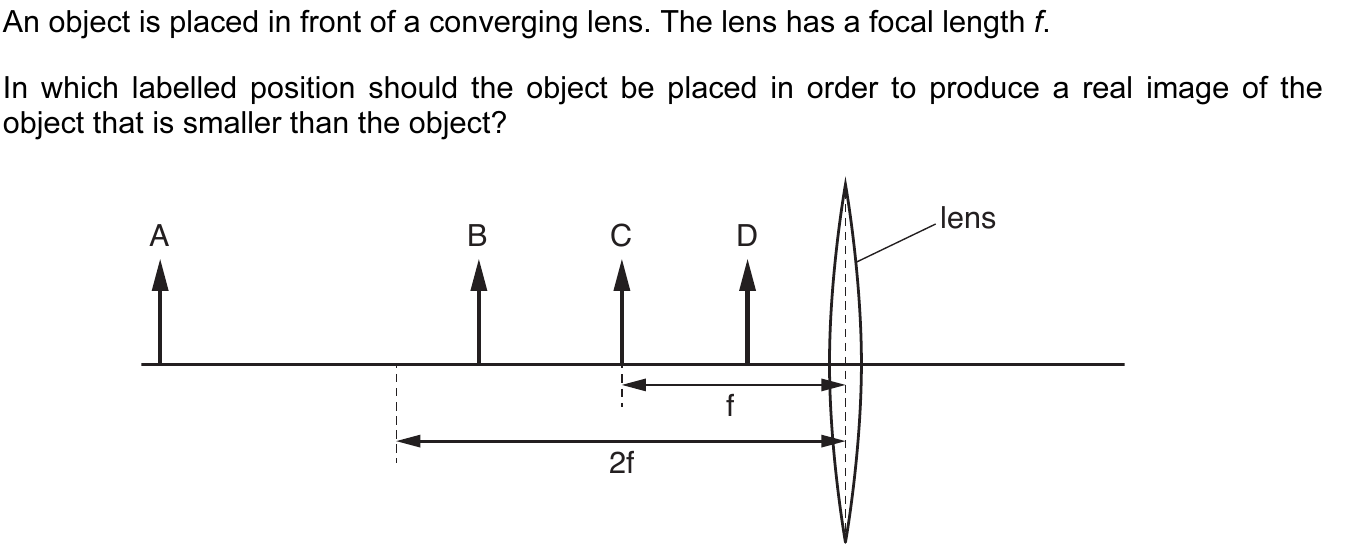 An object is placed in front of a converging lens. The lens has a focal length f.
In which labelled position should the object be placed in order to produce a real image of the
object that is smaller than the object?
A
B
C
D
lens
f
2f